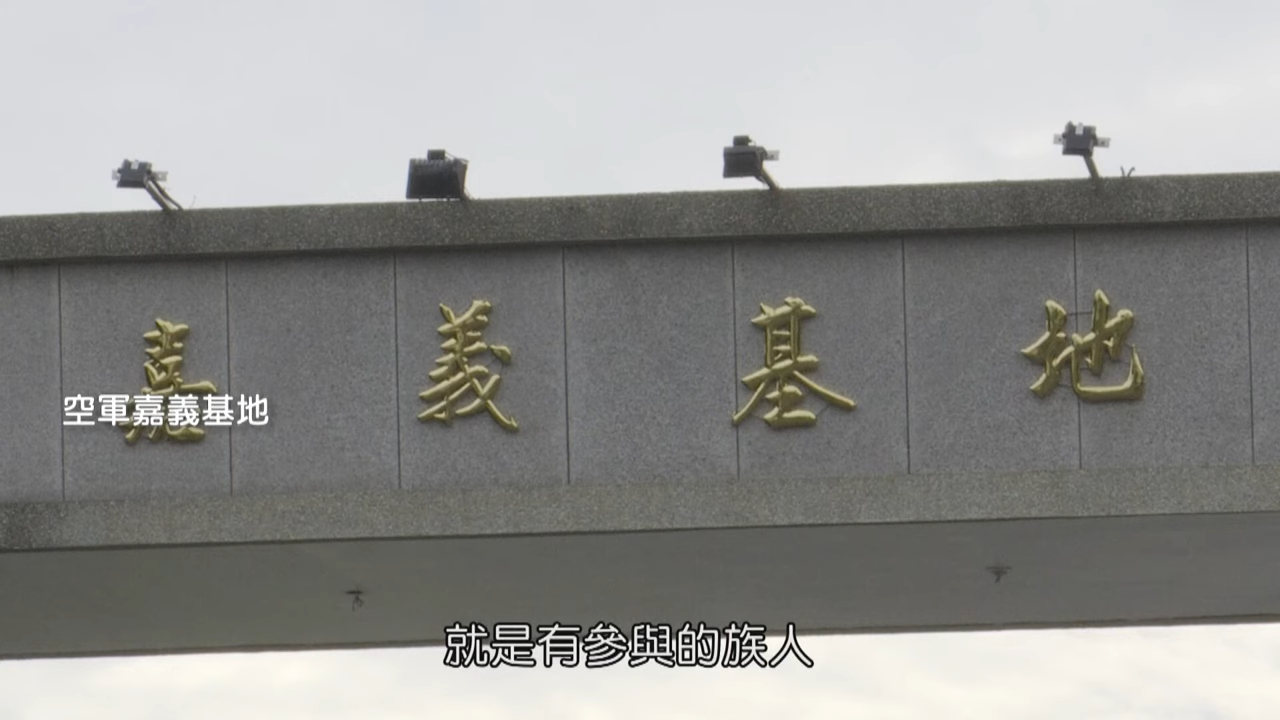 嘉義基地
空軍嘉義基地
就是有參與的族人